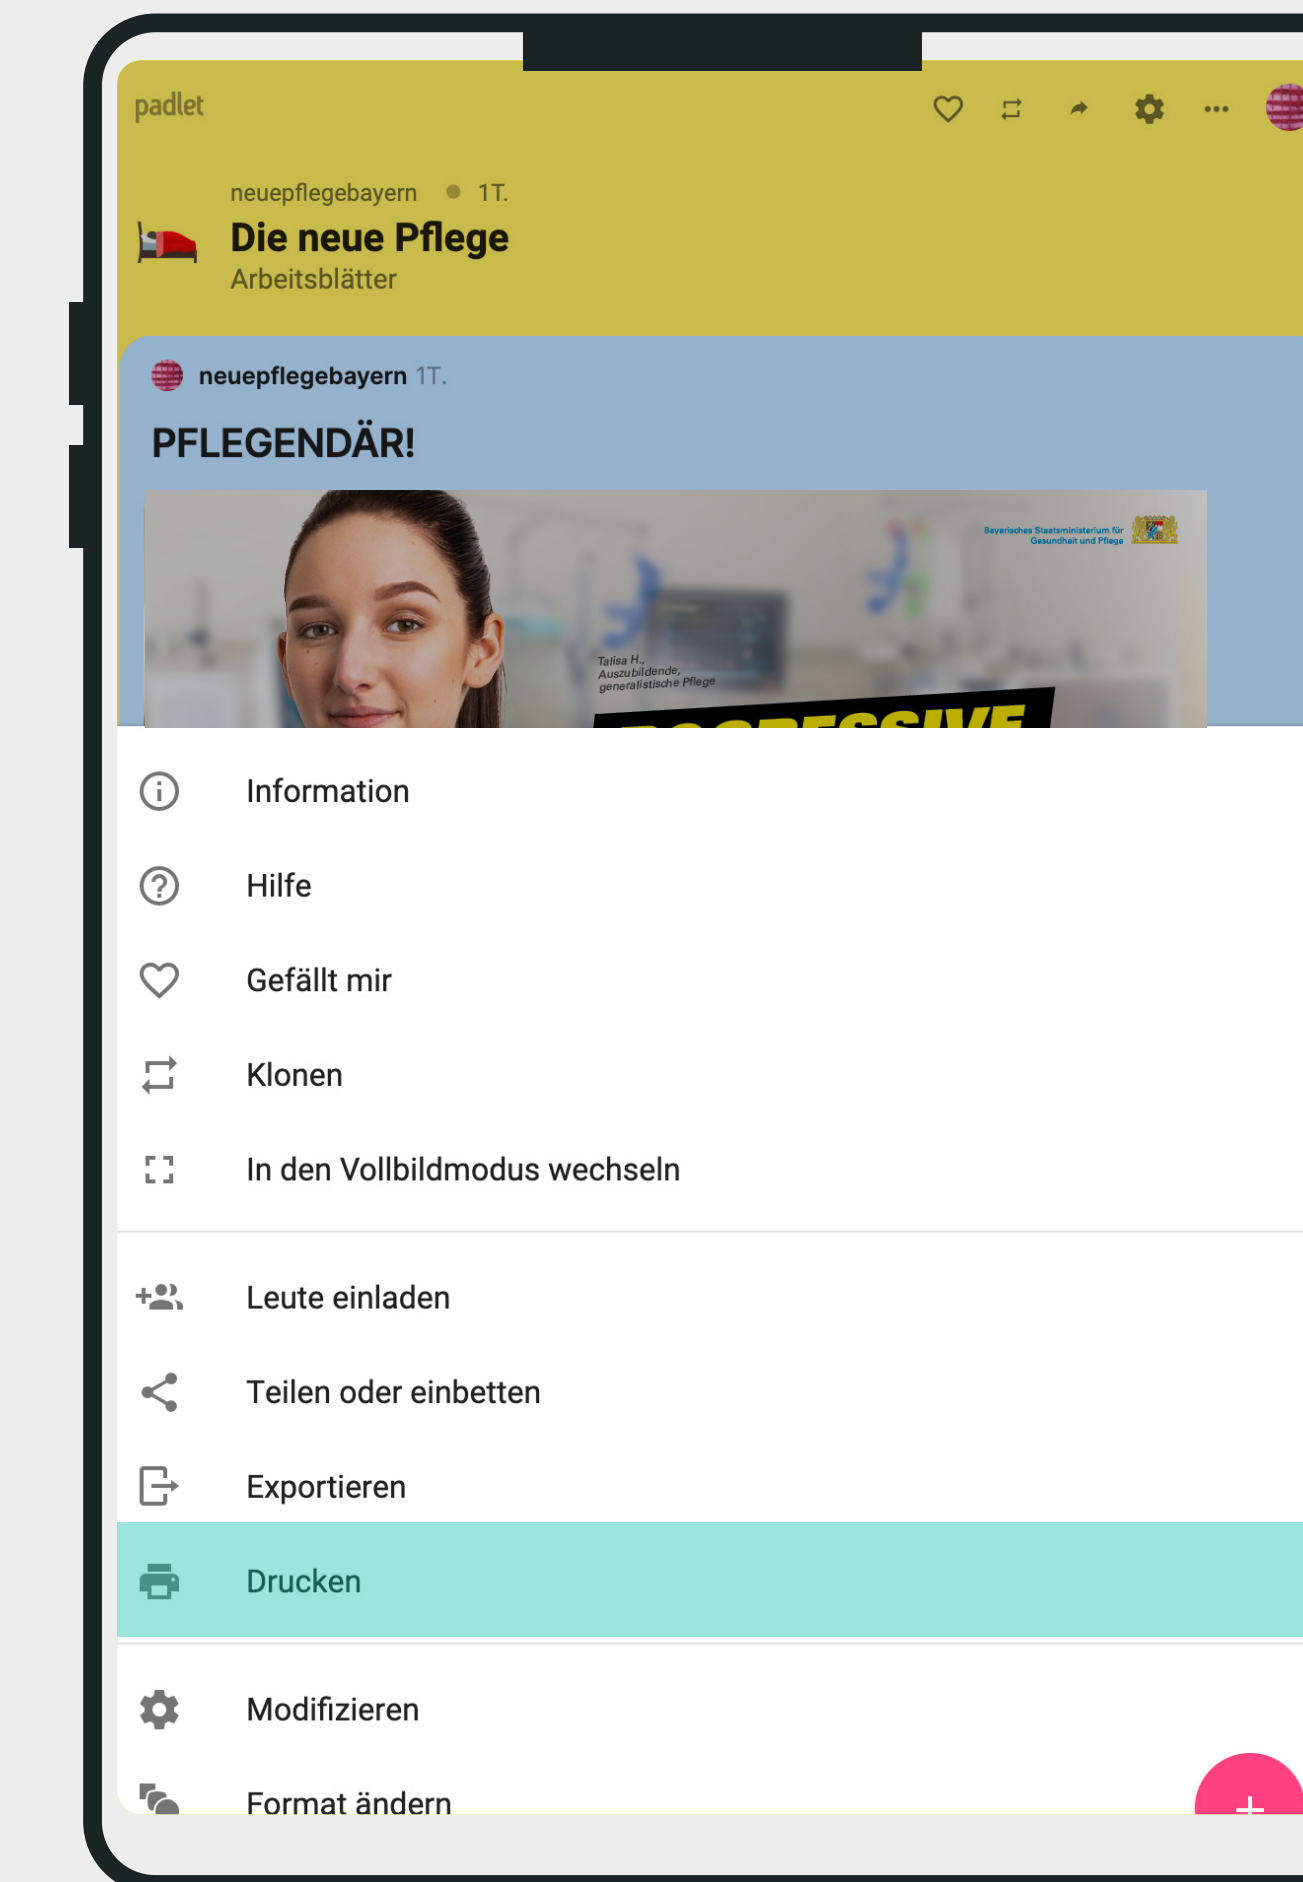 padlet
neuepflegebayern 1T.
Die neue Pflege
Arbeitsblätter
neuepflegebayern 1T.
PFLEGENDÄR!
Bayerisches Staatsministerium für
Gesundheit und Pflege
Talisa H.,
Auszubildende,
generalistische Pflege
Information
Hilfe
Gefällt mir
Klonen
In den Vollbildmodus wechseln
Leute einladen
Teilen oder einbetten
Exportieren
Drucken
Modifizieren
Format ändern